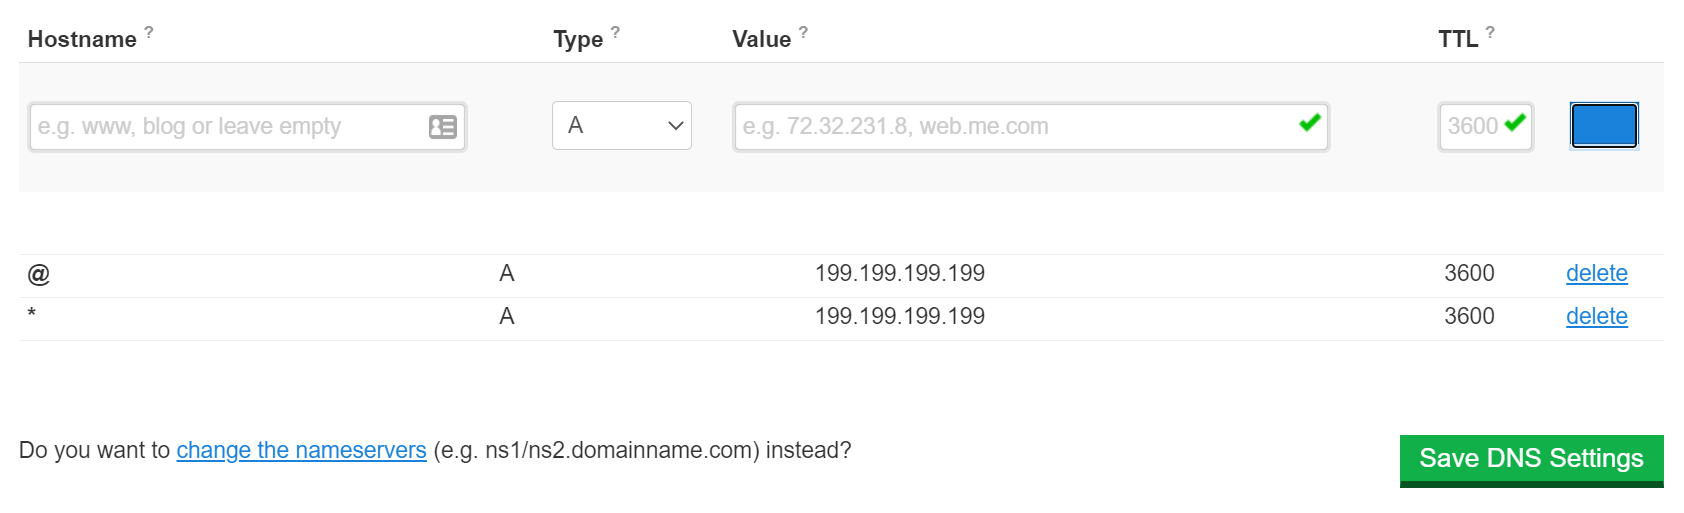 Hostname ? Type ? Value ? TTL ?
e.g. www, blog or leave empty A e.g. 72.32.231.8, web.me.com 3600
@ A 199.199.199.199 3600 delete
* A 199.199.199.199 3600 delete
Do you want to change the nameservers (e.g. ns1/ns2.domainname.com) instead?
Save DNS Settings